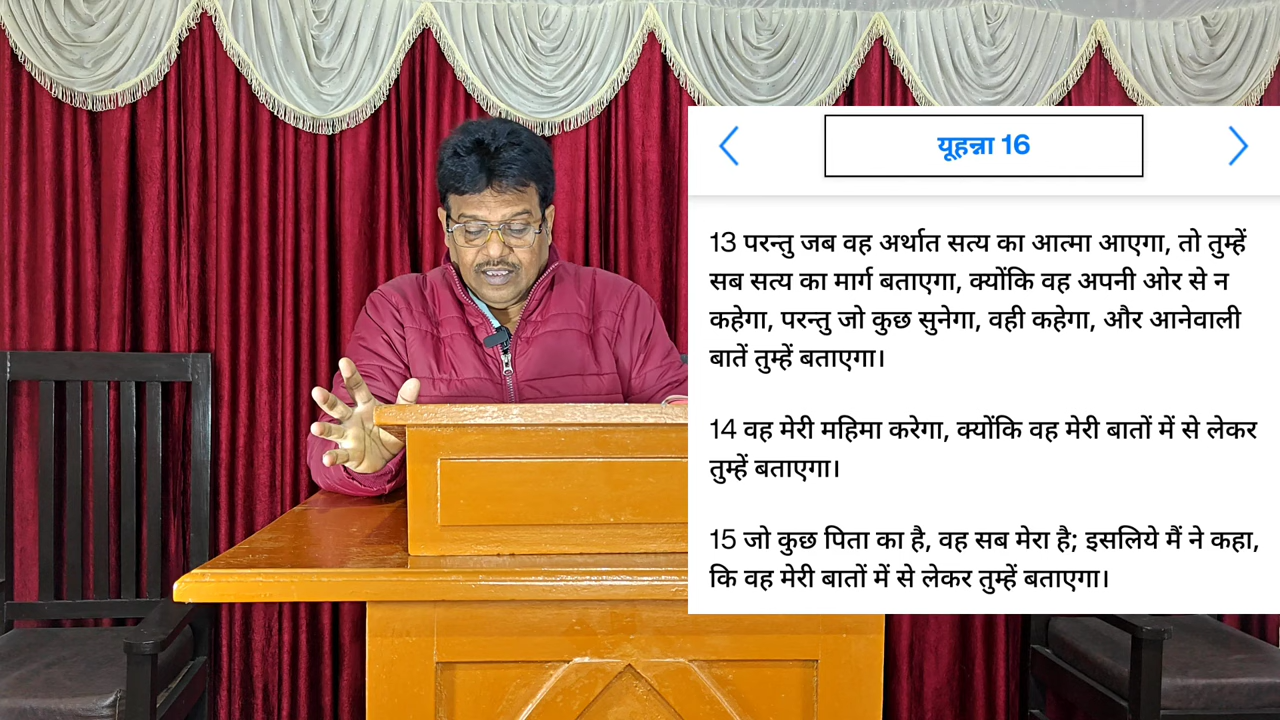 यूहन्ना 16
13 परन्तु जब वह अर्थात सत्य का आत्मा आएगा, तो तुम्हें
सब सत्य का मार्ग बताएगा, क्योंकि वह अपनी ओर से न
कहेगा, परन्तु जो कुछ सुनेगा, वही कहेगा, और आनेवाली
बातें तुम्हें बताएगा।
14 वह मेरी महिमा करेगा, क्योंकि वह मेरी बातों में से लेकर
तुम्हें बताएगा।
15 जो कुछ पिता का है, वह सब मेरा है; इसलिये मैं ने कहा,
कि वह मेरी बातों में से लेकर तुम्हें बताएगा।